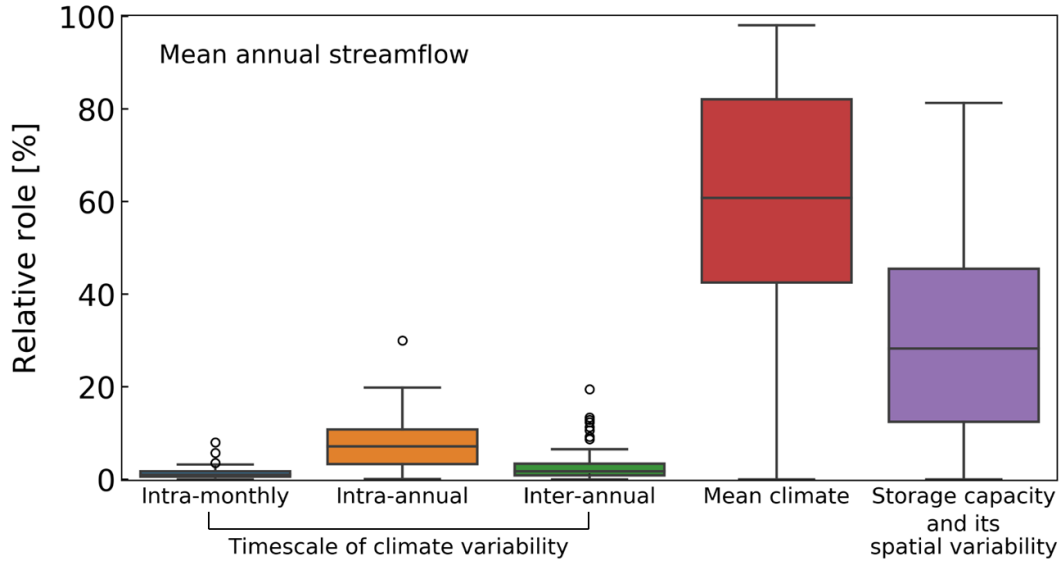 Mean annual streamflow
Relative role [%]
100
80
60
40
20
0
Intra-monthly
Intra-annual
Inter-annual
Mean climate
Storage capacity
and its
spatial variability
Timescale of climate variability